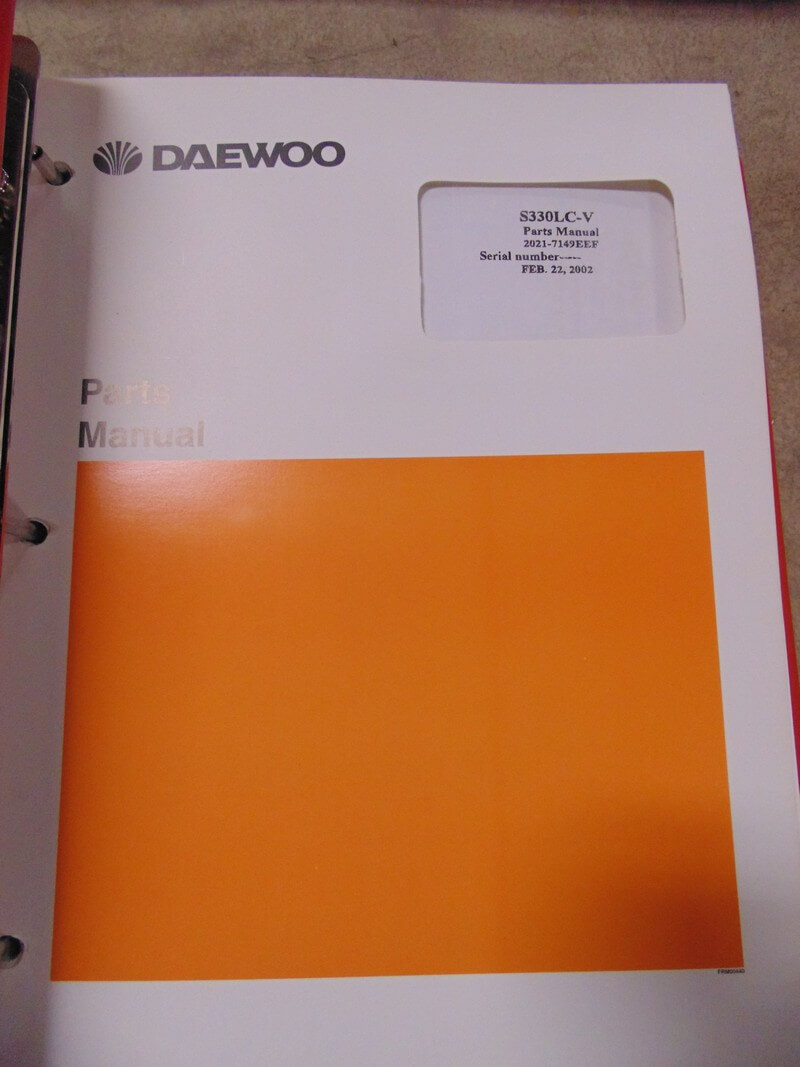 DAEWOO
S330LC-V
Parts Manual
2021-7149EEF
Serial number-----
FEB. 22, 2002
Parts
Manual